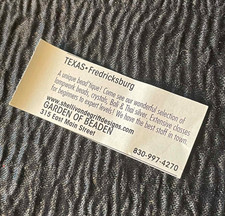 TEXAS • Fredricksburg
A unique bead tique! Come see our wonderful selection of
lampwork beads, crystals, Bali & Thai silver. Extensive classes
for beginners to expert levels! We have the best stuff in town.
GARDEN OF BEADEN
315 East Main Street
830-997-4270